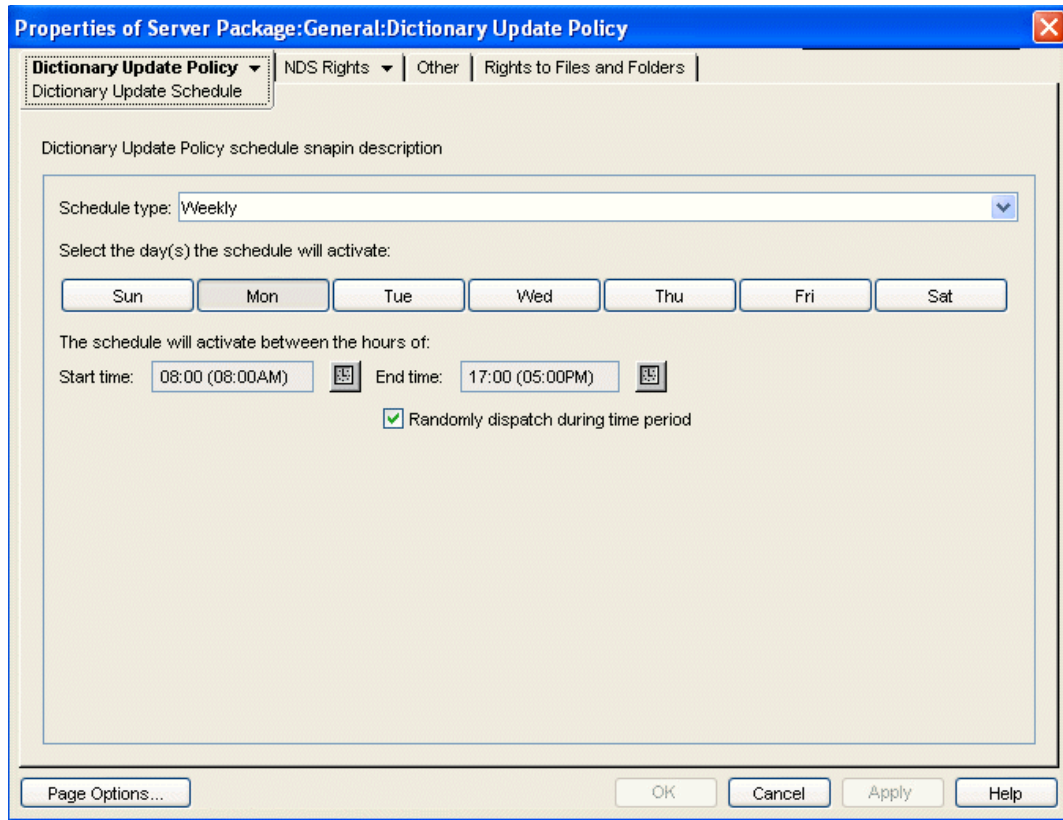 Properties of Server Package:General:Dictionary Update Policy
Dictionary Update Policy NDS Rights Other Rights to Files and Folders
Dictionary Update Schedule
Dictionary Update Policy schedule snapin description
Schedule type: Weekly
Select the day(s) the schedule will activate:
Sun Mon Tue Wed Thu Fri Sat
The schedule will activate between the hours of:
Start time: 08:00 (08:00AM) End time: 17:00 (05:00PM)
Randomly dispatch during time period
Page Options... OK Cancel Apply Help